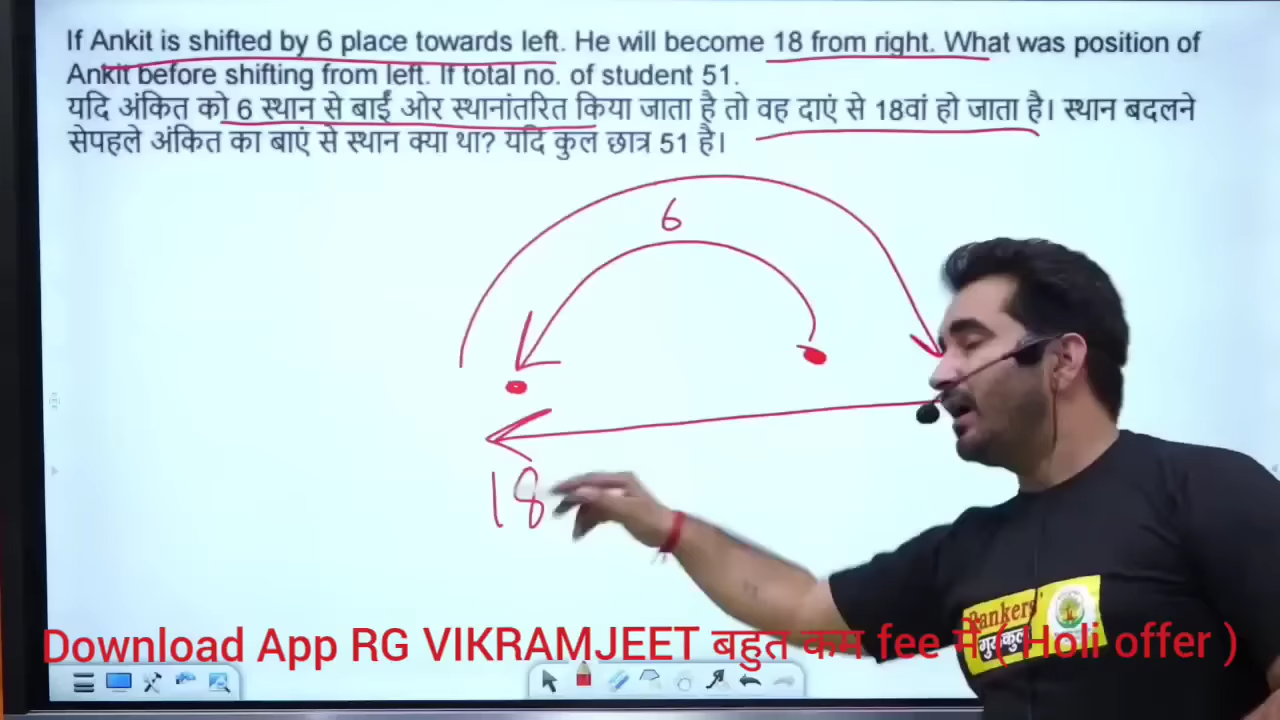 If Ankit is shifted by 6 place towards left. He will become 18 from right. What was position of
Ankit before shifting from left. If total no. of student 51.
यदि अंकित को 6 स्थान से बाईं ओर स्थानांतरित किया जाता है तो वह दाएं से 18वां हो जाता है। स्थान बदलने
सेपहले अंकित का बाएं से स्थान क्या था? यदि कुल छात्र 51 है।
6
18
Bankers'
गुरुकुल
Download App RG VIKRAMJEET बहुत कम fee में ( Holi offer )